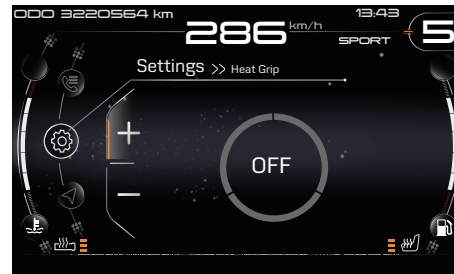 ODO 3220564 km
286 km/h
13:43
SPORT
5
Settings >> Heat Grip
+
OFF
−